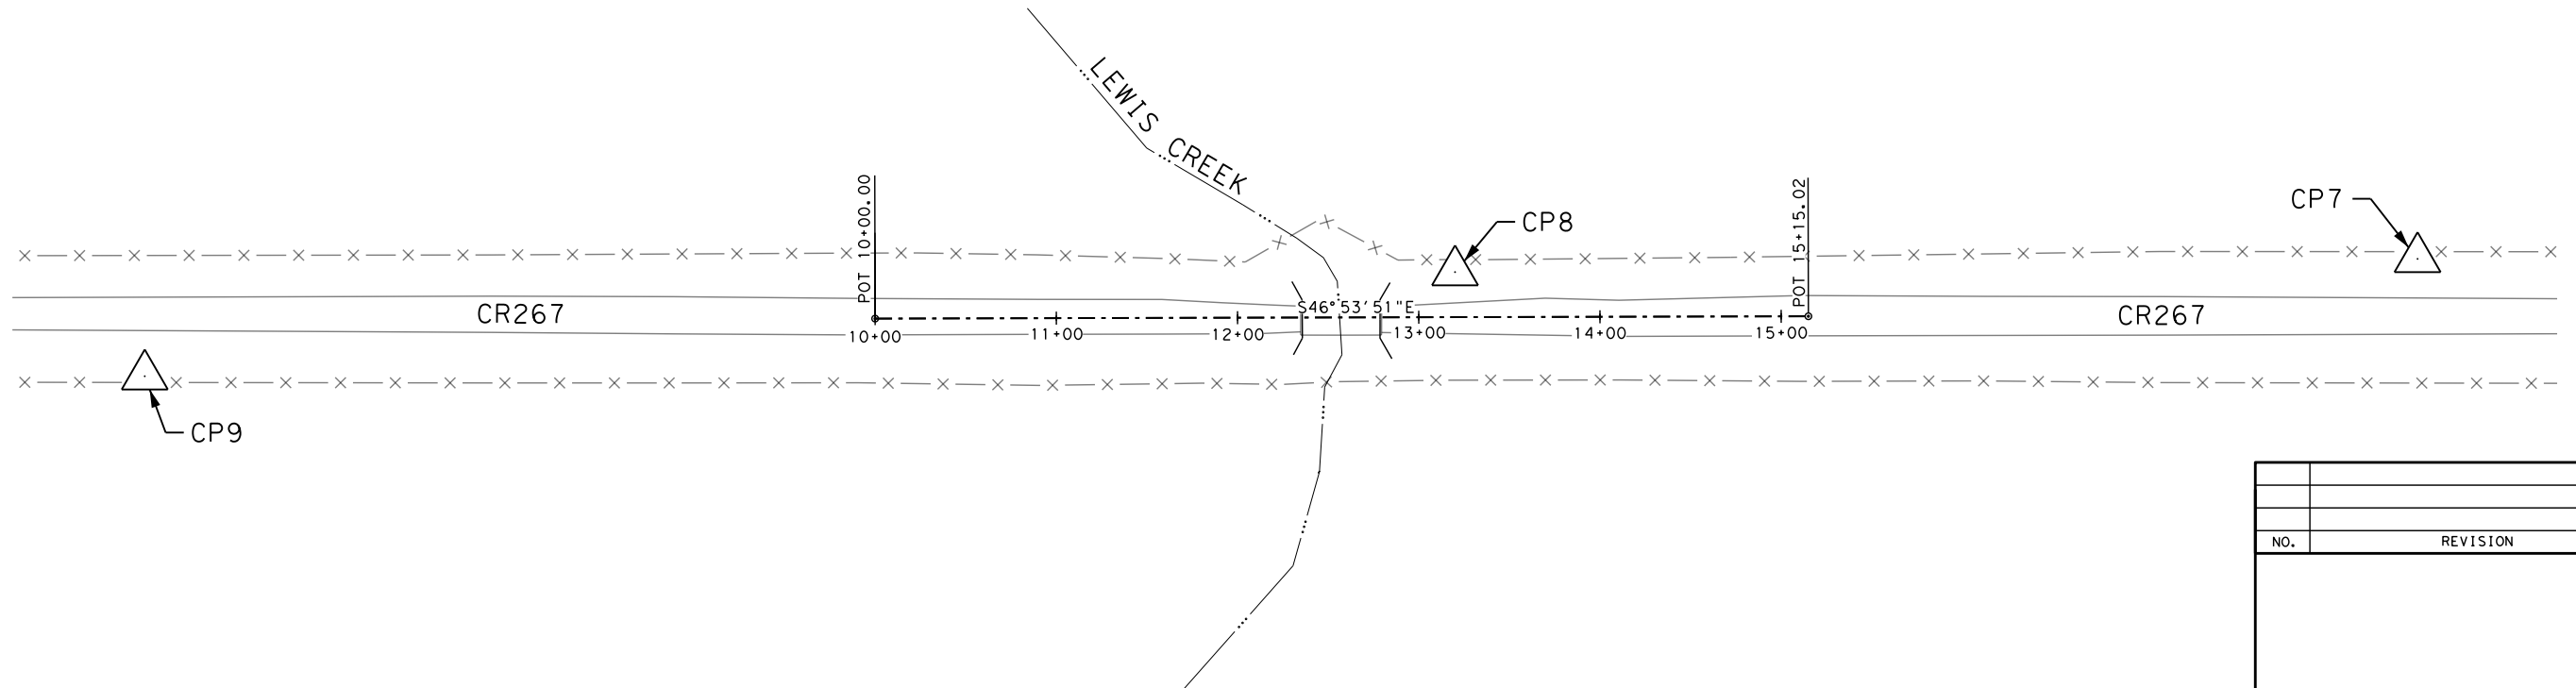 LEWIS CREEK
POT 10+00.00
POT 15+15.02
CP8
CP7
S46°53'51"E
CR267
CR267
10+00
11+00
12+00
13+00
14+00
15+00
CP9
NO. REVISION